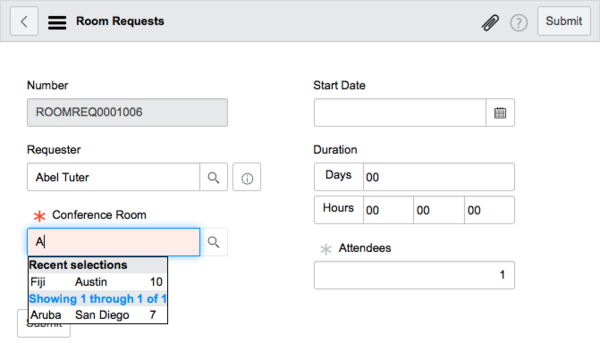 Room Requests
Submit
Number
ROOMREQ0001006
Requester
Abel Tuter
Conference Room
A
Recent selections
Fiji Austin 10
Showing 1 through 1 of 1
Aruba San Diego 7
Start Date
Duration
Days 00
Hours 00 00 00
Attendees
1